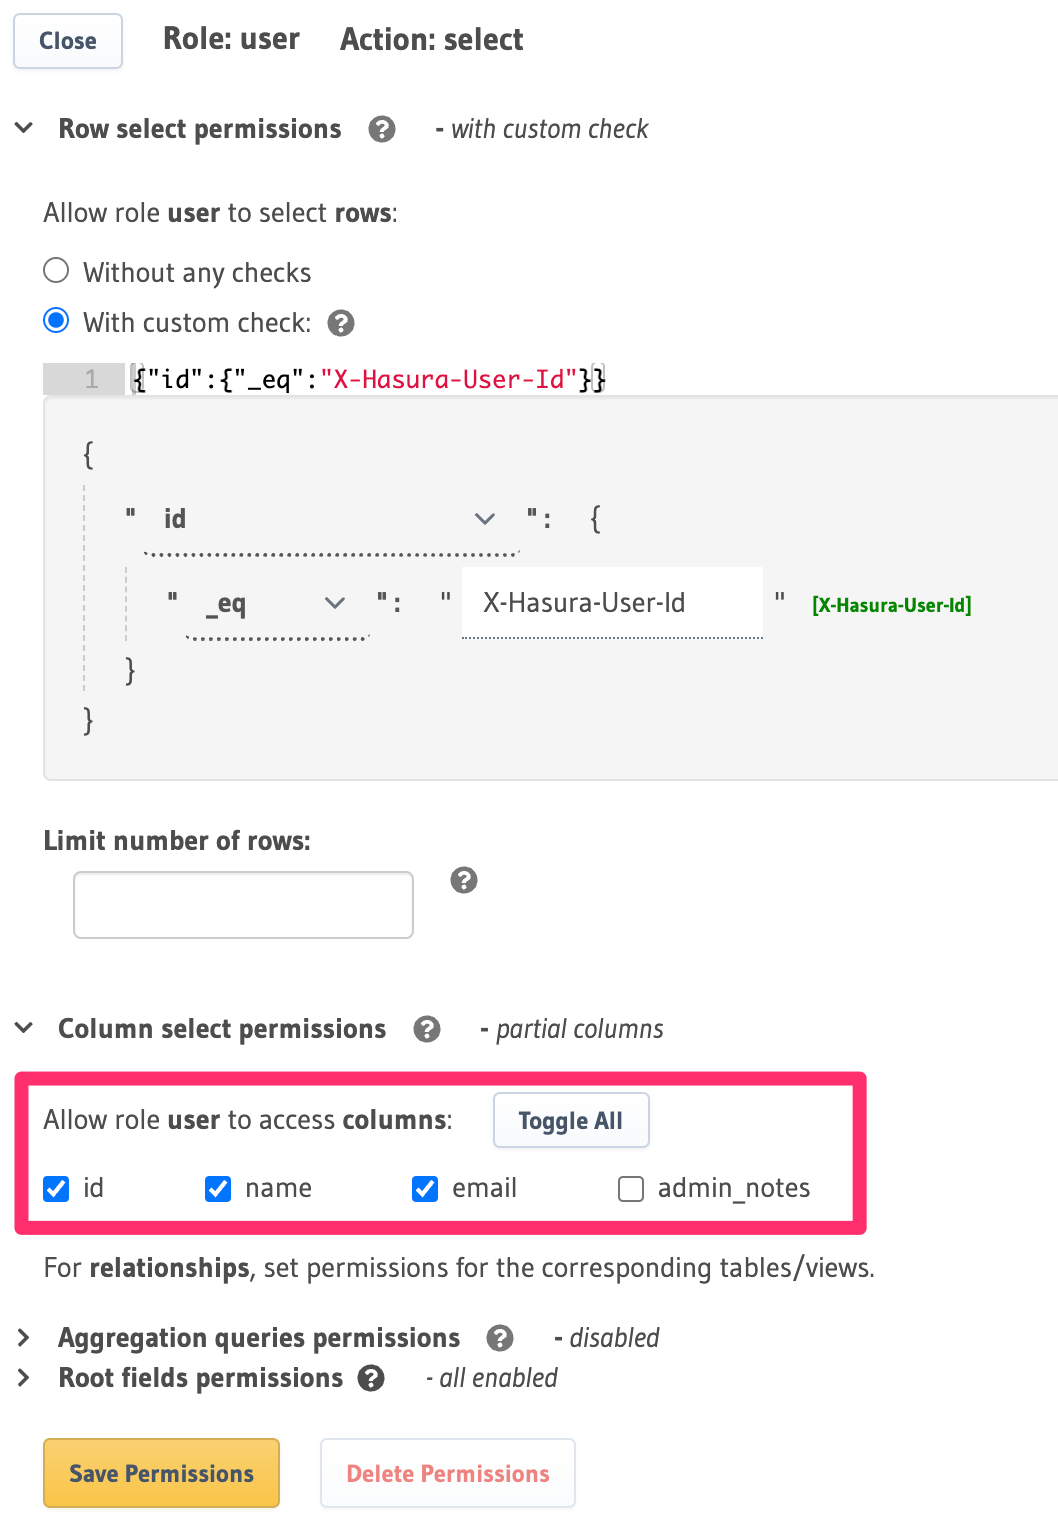 Close Role: user Action: select
Row select permissions ? - with custom check
Allow role user to select rows:
Without any checks
With custom check: ?
1 {"id":{"_eq":"X-Hasura-User-Id"}}
{
" id ": {
" _eq ": " X-Hasura-User-Id " [X-Hasura-User-Id]
}
}
Limit number of rows:
?
Column select permissions ? - partial columns
Allow role user to access columns: Toggle All
id name email admin_notes
For relationships, set permissions for the corresponding tables/views.
Aggregation queries permissions ? - disabled
Root fields permissions ? - all enabled
Save Permissions Delete Permissions